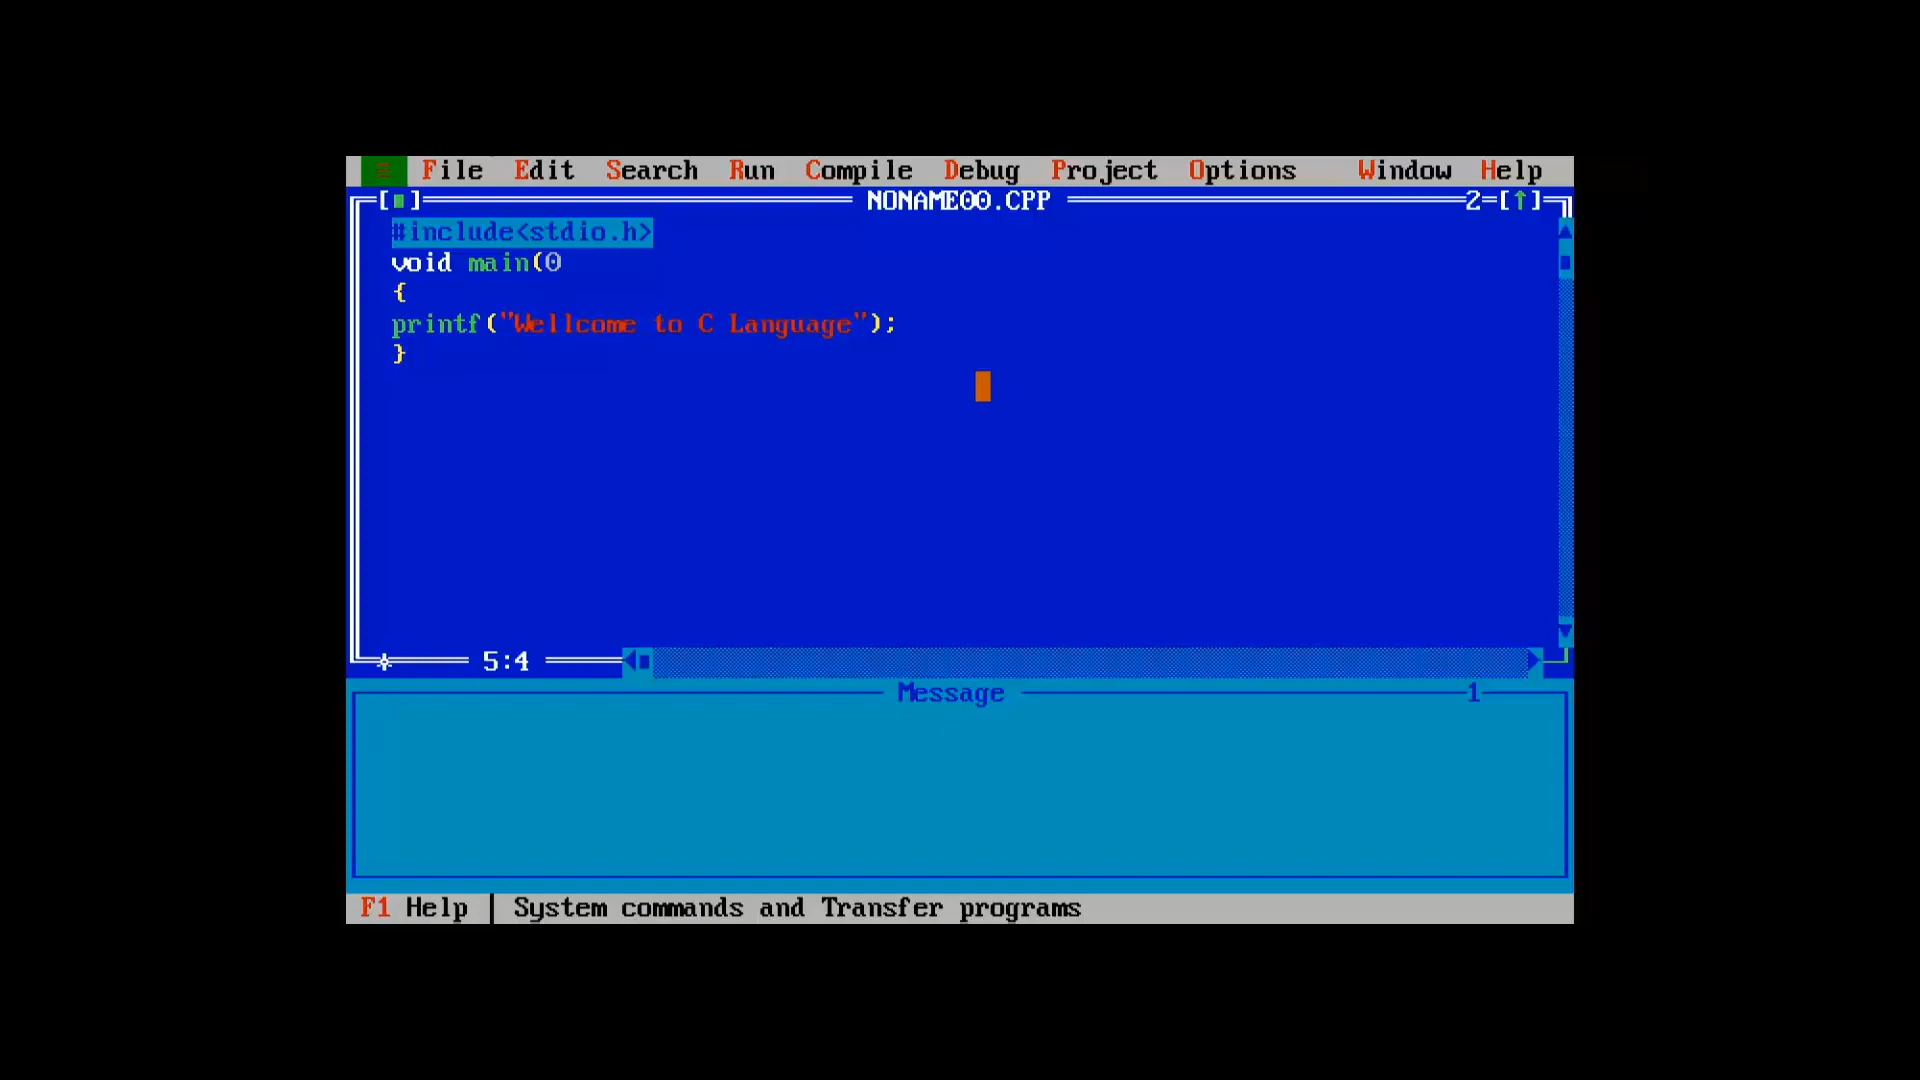 ≡ File Edit Search Run Compile Debug Project Options Window Help
[■] NONAME00.CPP 2=[↑]
#include<stdio.h>
void main(0
{
printf("Wellcome to C Language");
}
5:4
Message 1
F1 Help | System commands and Transfer programs